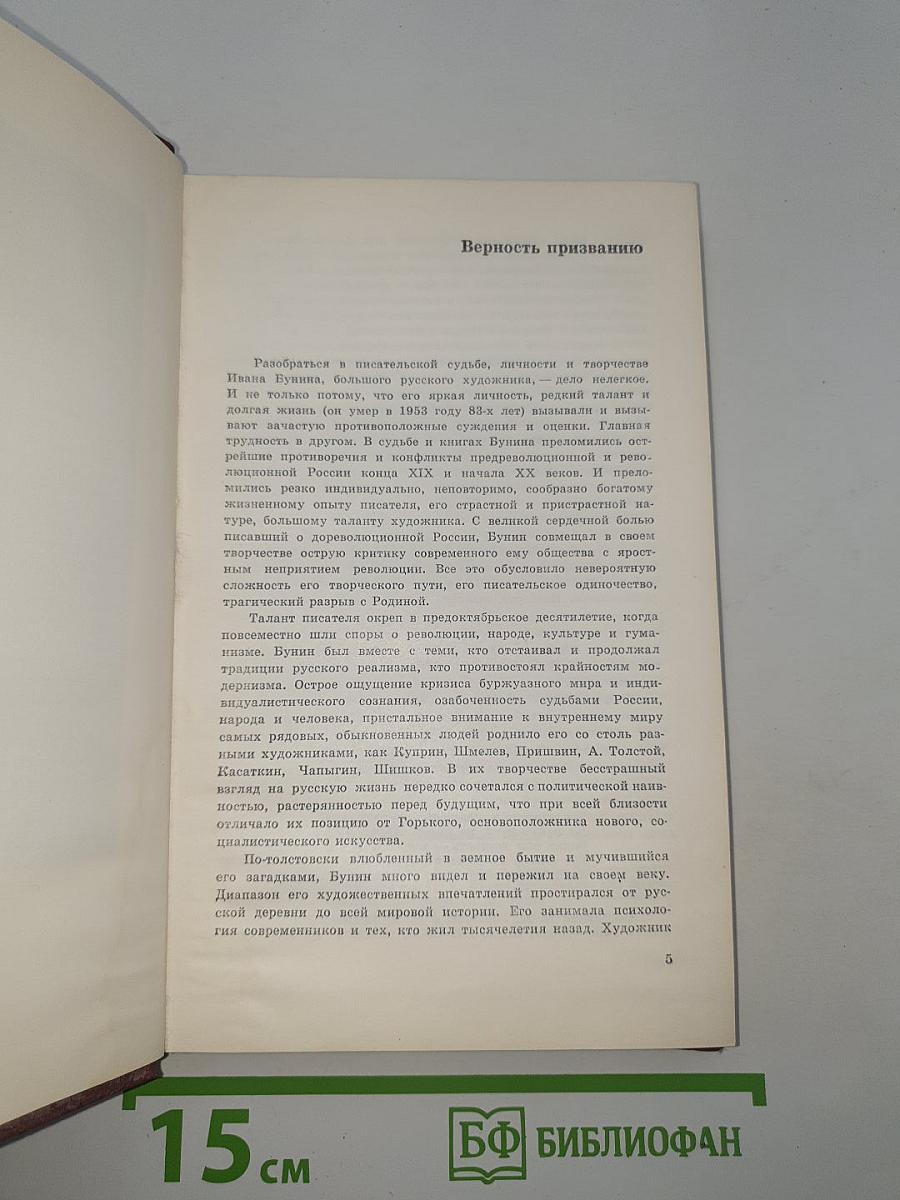 Верность призванию
Разобраться в писательской судьбе, личности и творчестве
Ивана Бунина, большого русского художника, — дело нелегкое.
И не только потому, что его яркая личность, редкий талант и
долгая жизнь (он умер в 1953 году 83-х лет) вызывали и вызы-
вают зачастую противоположные суждения и оценки. Главная
трудность в другом. В судьбе и книгах Бунина преломились ост-
рейшие противоречия и конфликты предреволюционной и рево-
люционной России конца XIX и начала XX веков. И прело-
мились резко индивидуально, неповторимо, сообразно богатому
жизненному опыту писателя, его страстной и пристрастной на-
туре, большому таланту художника. С великой сердечной болью
писавший о дореволюционной России, Бунин совмещал в своем
творчестве острую критику современного ему общества с ярост-
ным неприятием революции. Все это обусловило невероятную
сложность его творческого пути, его писательское одиночество,
трагический разрыв с Родиной.
Талант писателя окреп в предоктябрьское десятилетие, когда
повсеместно шли споры о революции, народе, культуре и гума-
низме. Бунин был вместе с теми, кто отстаивал и продолжал
традиции русского реализма, кто противостоял крайностям мо-
дернизма. Острое ощущение кризиса буржуазного мира и инди-
видуалистического сознания, озабоченность судьбами России,
народа и человека, пристальное внимание к внутреннему миру
самых рядовых, обыкновенных людей роднило его со столь раз-
ными художниками, как Куприн, Шмелев, Пришвин, А. Толстой,
Касаткин, Чапыгин, Шишков. В их творчестве бесстрашный
взгляд на русскую жизнь нередко сочетался с политической наив-
ностью, растерянностью перед будущим, что при всей близости
отличало их позицию от Горького, основоположника нового, со-
циалистического искусства.
По-толстовски влюбленный в земное бытие и мучившийся
его загадками, Бунин много видел и пережил на своем веку.
Диапазон его художественных впечатлений простирался от рус-
ской деревни до всей мировой истории. Его занимала психоло-
гия современников и тех, кто жил тысячелетия назад. Художник
5
15 см
БФ БИБЛИОФАН